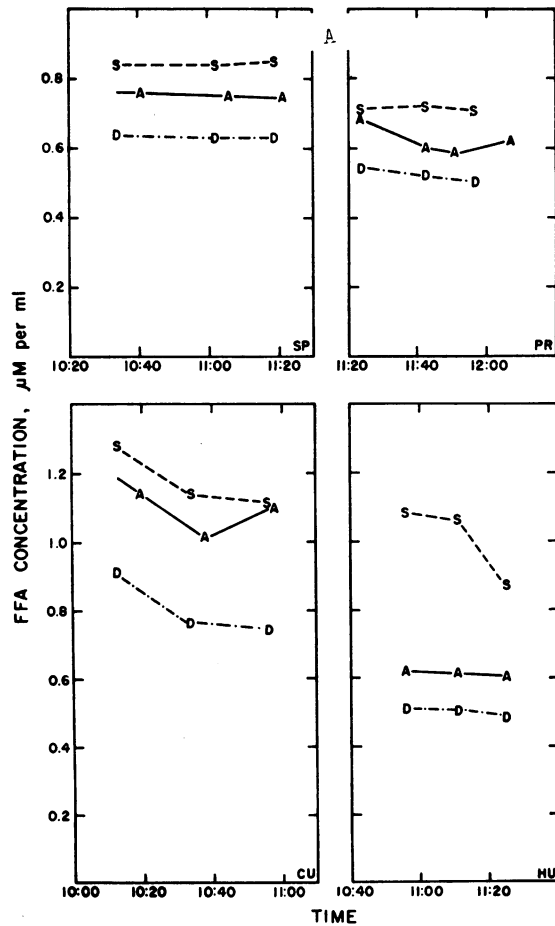 A
0.8
0.6
0.4
0.2
S S S
A A A
D D D
SP
10:20 10:40 11:00 11:20
S S S
A A A A
D D D
PR
11:20 11:40 12:00
FFA CONCENTRATION, µM per ml
1.2
1.0
0.8
0.6
0.4
0.2
S S S
A A A
D D D
CU
10:00 10:20 10:40 11:00
S S S
A A A
D D D
HU
10:40 11:00 11:20
TIME